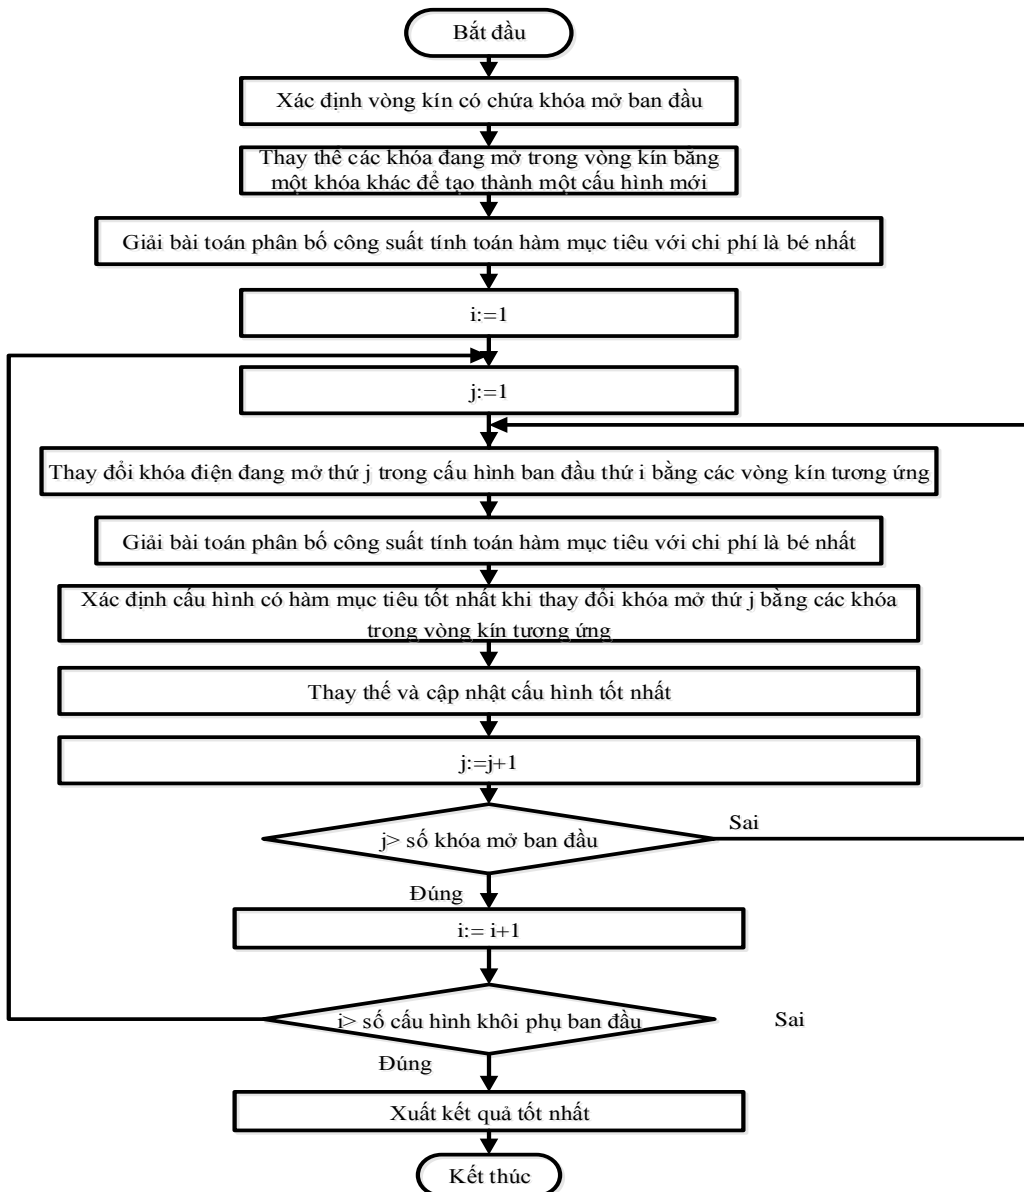 Bắt đầu
Xác định vòng kín có chứa khóa mở ban đầu
Thay thế các khóa đang mở trong vòng kín bằng
một khóa khác để tạo thành một cấu hình mới
Giải bài toán phân bố công suất tính toán hàm mục tiêu với chi phí là bé nhất
i:=1
j:=1
Thay đổi khóa điện đang mở thứ j trong cấu hình ban đầu thứ i bằng các vòng kín tương ứng
Giải bài toán phân bố công suất tính toán hàm mục tiêu với chi phí là bé nhất
Xác định cấu hình có hàm mục tiêu tốt nhất khi thay đổi khóa mở thứ j bằng các khóa
trong vòng kín tương ứng
Thay thế và cập nhật cấu hình tốt nhất
j:=j+1
j> số khóa mở ban đầu
Sai
Đúng
i:= i+1
i> số cấu hình khôi phụ ban đầu
Sai
Đúng
Xuất kết quả tốt nhất
Kết thúc